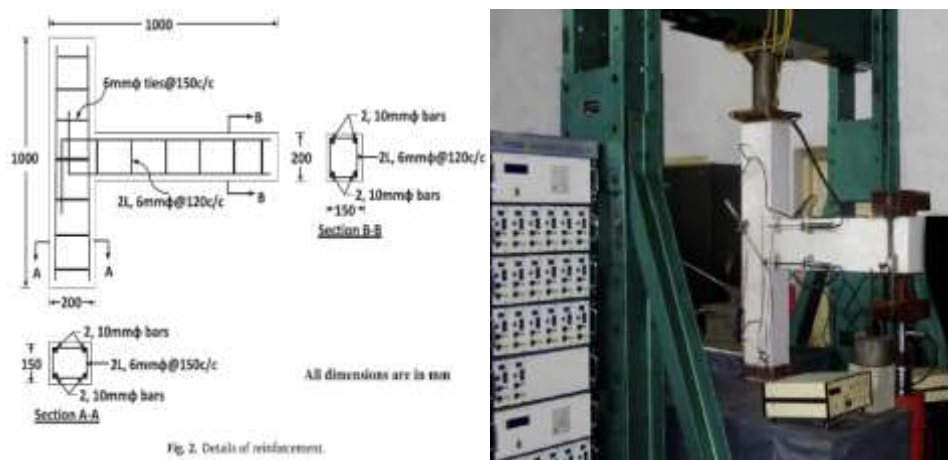 1000
6mmϕ ties@150c/c
B
2, 10mmϕ bars
1000
200
2L, 6mmϕ@120c/c
2L, 6mmϕ@120c/c
B
2, 10mmϕ bars
150
Section B-B
A
A
200
2, 10mmϕ bars
150
2L, 6mmϕ@150c/c
2, 10mmϕ bars
Section A-A
All dimensions are in mm
Fig. 2. Details of reinforcement.